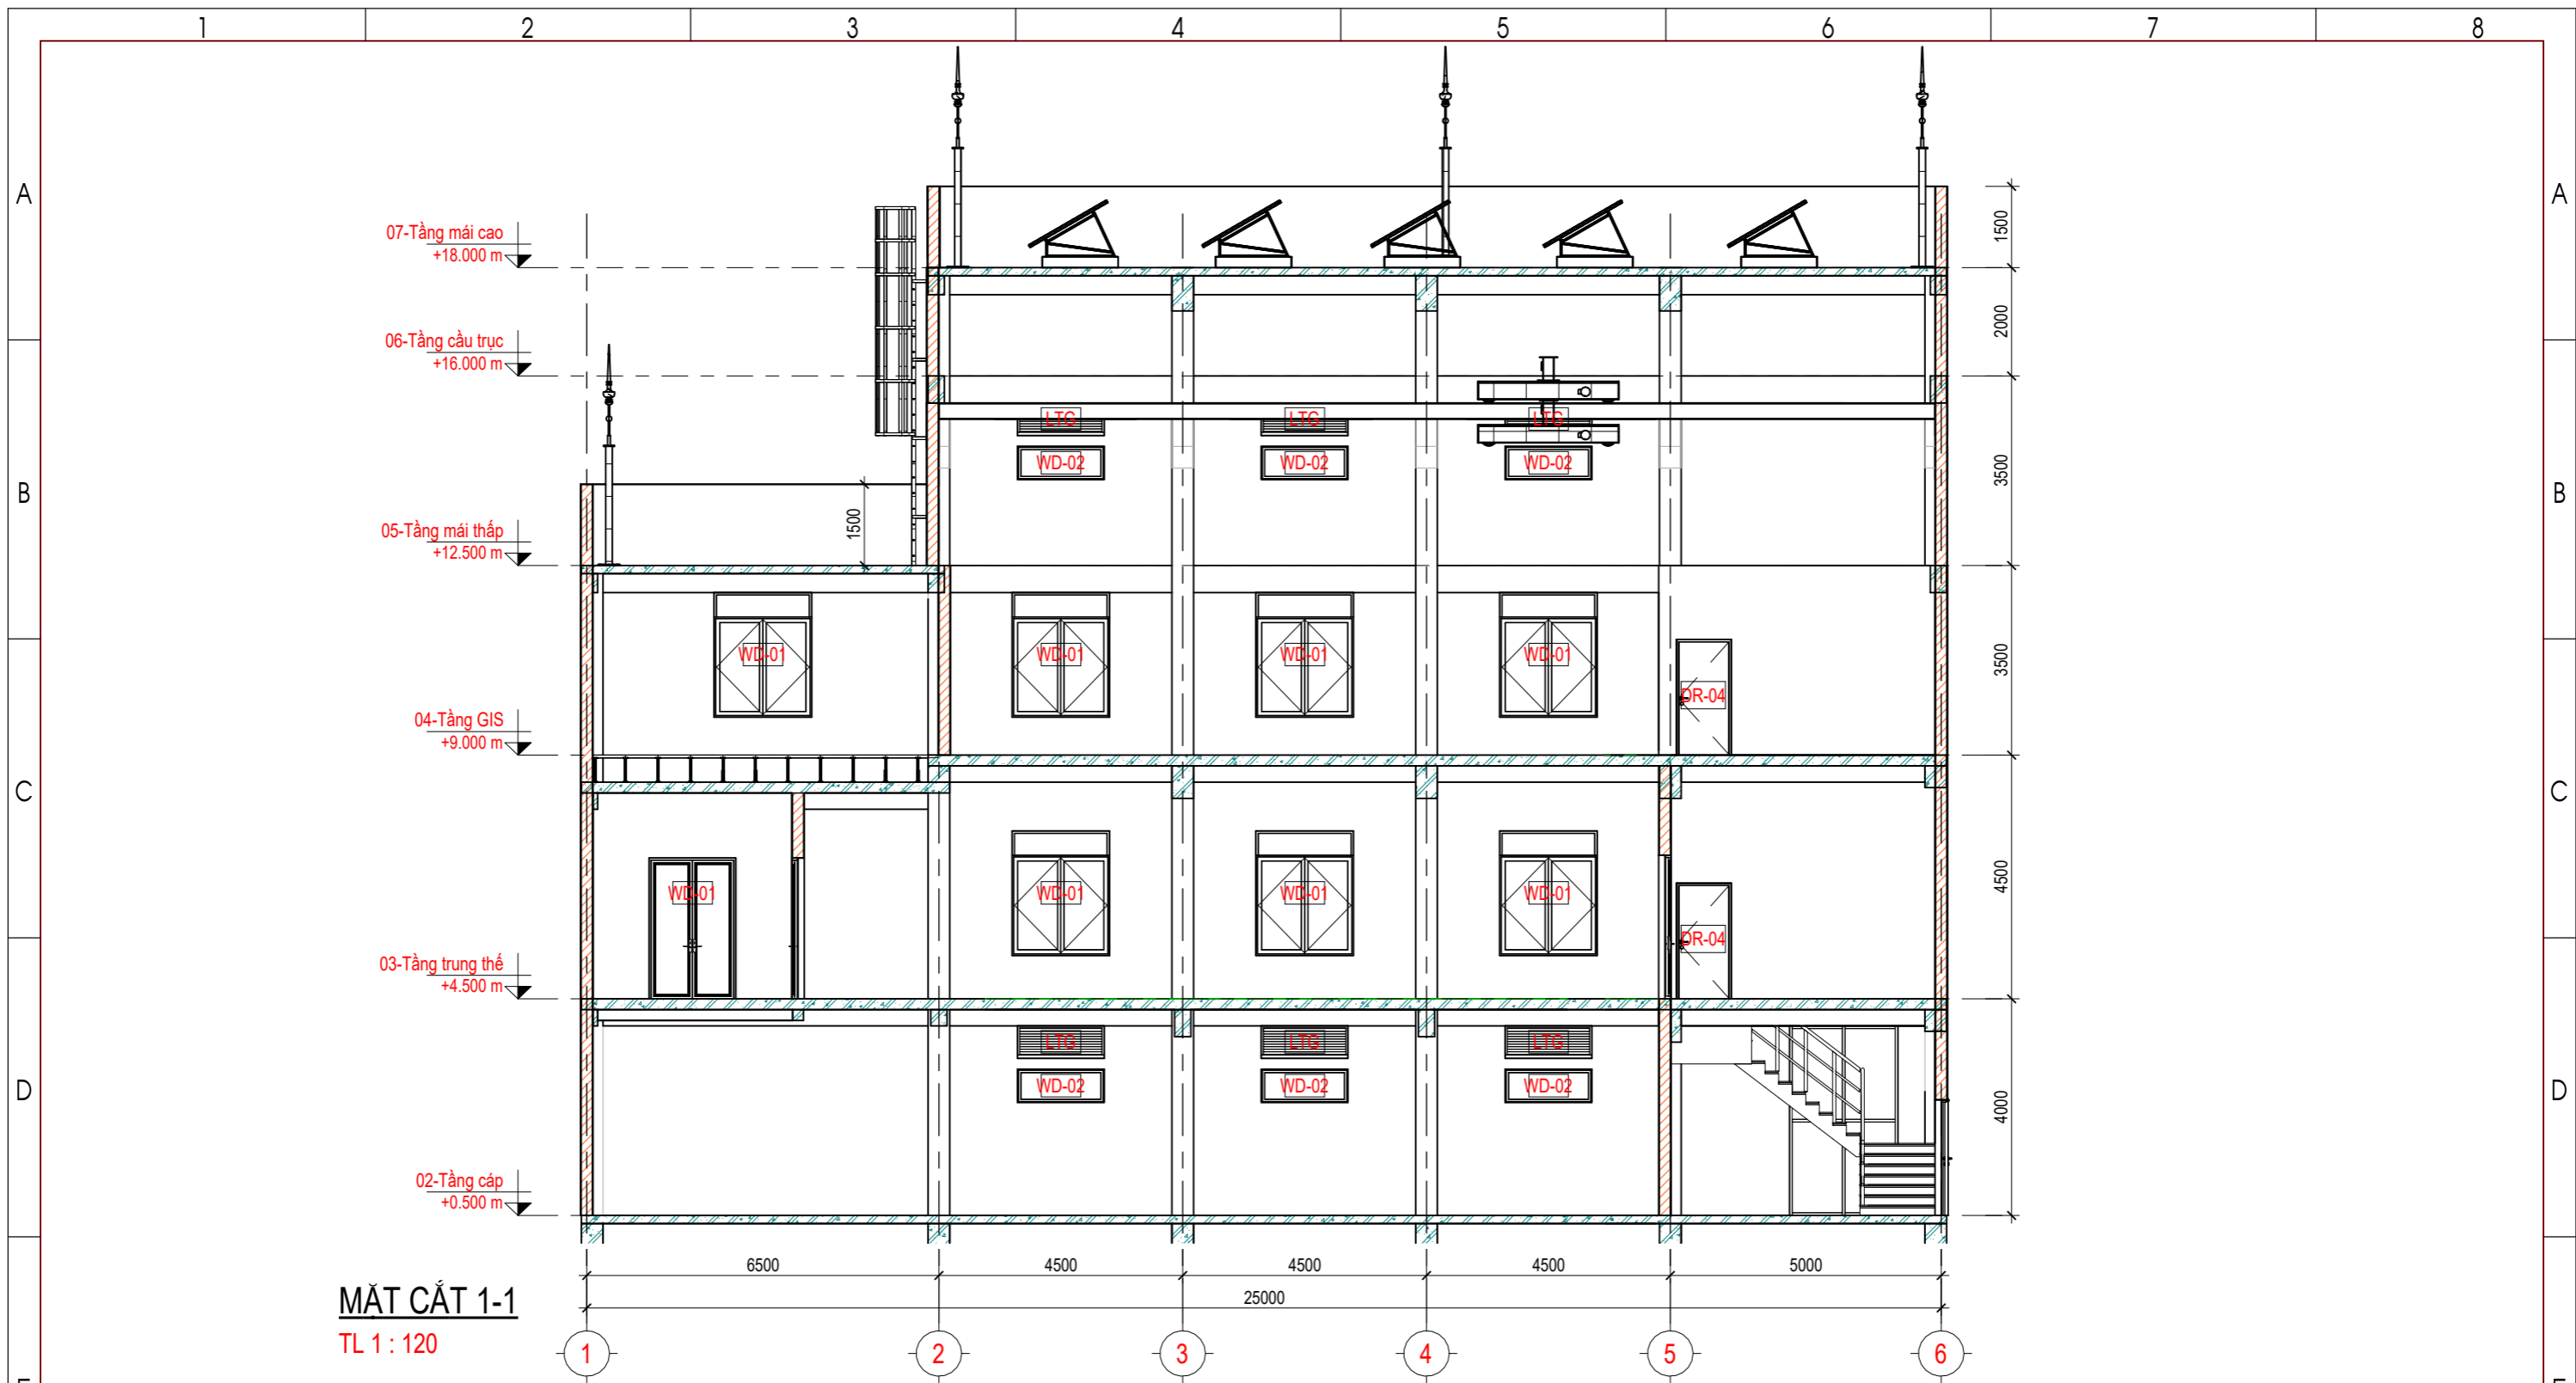 1 2 3 4 5 6 7 8
A A
1500
07-Tầng mái cao
+18.000 m
2000
06-Tầng cầu trục
+16.000 m
LTG LTG LTG
WD-02 WD-02 WD-02
3500
B B
1500
05-Tầng mái thấp
+12.500 m
WD-01 WD-01 WD-01 WD-01
3500
DR-04
04-Tầng GIS
+9.000 m
C C
WD-01 WD-01 WD-01 WD-01
4500
DR-04
03-Tầng trung thế
+4.500 m
LTG LTG LTG
WD-02 WD-02 WD-02
D D
4000
02-Tầng cáp
+0.500 m
6500 4500 4500 4500 5000
25000
MẶT CẮT 1-1
TL 1 : 120
1 2 3 4 5 6